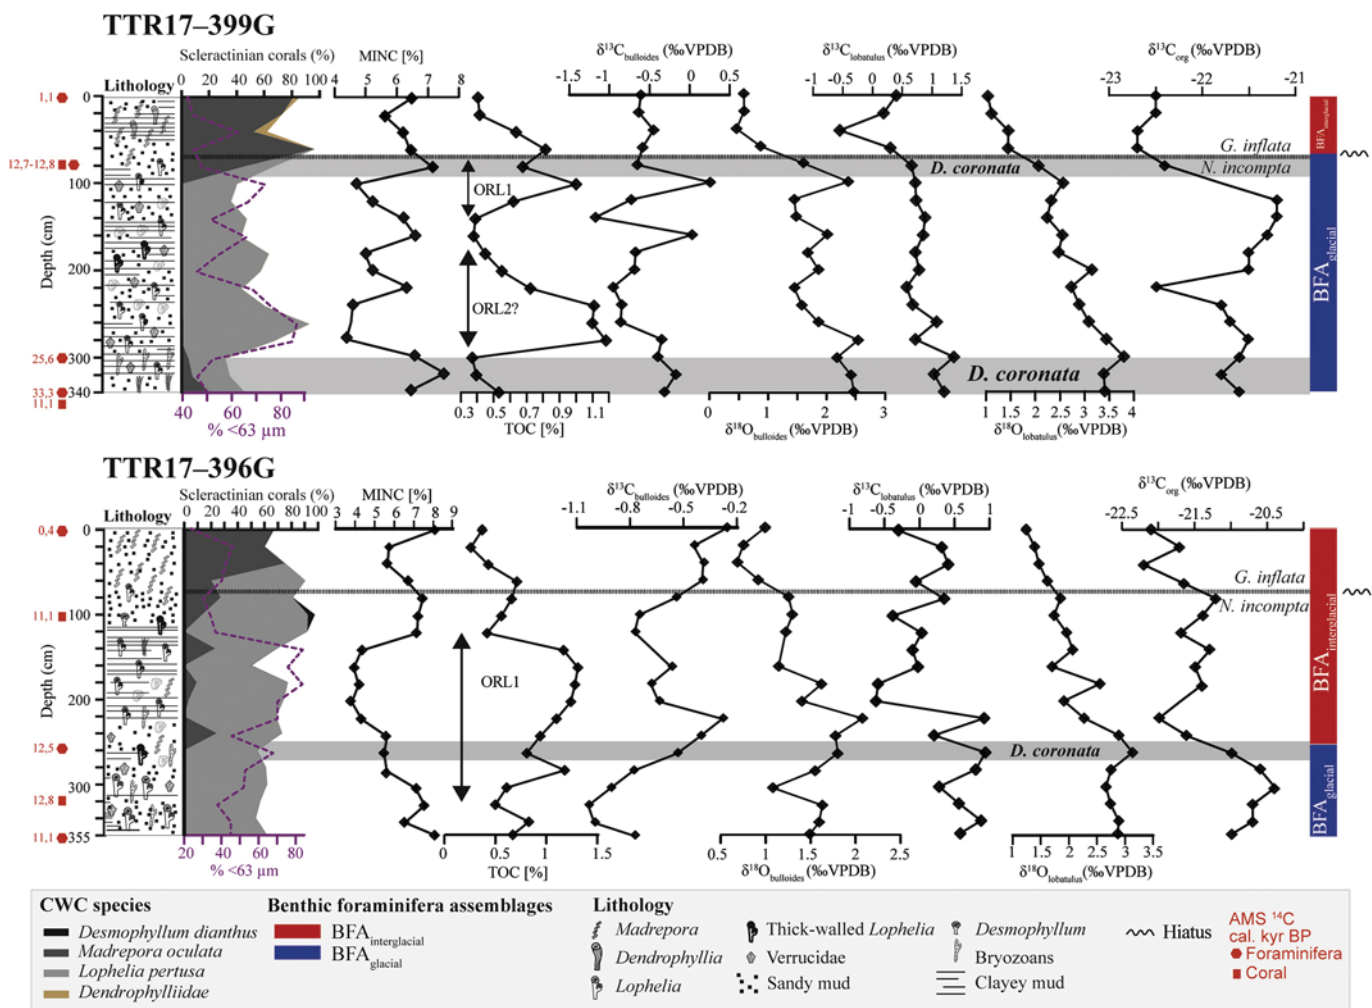 TTR17–399G
Scleractinian corals (%)
MINC [%]
δ13Cbulloides (‰VPDB)
δ13Clobatulus (‰VPDB)
δ13Corg (‰VPDB)
Lithology
0 20 40 60 80 100
4 5 6 7 8
-1.5 -1 -0.5 0 0.5
-1 -0.5 0 0.5 1 1.5
-23 -22 -21
Depth (cm)
0
100
200
300
340
1,1
12,7-12,8
25,6
33,3
11,1
ORL1
ORL2?
D. coronata
D. coronata
G. inflata
N. incompta
BFAinterglacial
BFAglacial
40 60 80
% <63 µm
0.3 0.5 0.7 0.9 1.1
TOC [%]
0 1 2 3
δ18Obulloides (‰VPDB)
1 1.5 2 2.5 3 3.5 4
δ18Olobatulus (‰VPDB)
TTR17–396G
Scleractinian corals (%)
MINC [%]
δ13Cbulloides (‰VPDB)
δ13Clobatulus (‰VPDB)
δ13Corg (‰VPDB)
Lithology
0 20 40 60 80 100
3 4 5 6 7 8 9
-1.1 -0.8 -0.5 -0.2
-1 -0.5 0 0.5 1
-22.5 -21.5 -20.5
Depth (cm)
0
100
200
300
355
0,4
11,1
12,5
12,8
11,1
ORL1
D. coronata
G. inflata
N. incompta
BFAinterglacial
BFAglacial
20 40 60 80
% <63 µm
0 0.5 1 1.5
TOC [%]
0.5 1 1.5 2 2.5
δ18Obulloides (‰VPDB)
1 1.5 2 2.5 3 3.5
δ18Olobatulus (‰VPDB)
CWC species
Desmophyllum dianthus
Madrepora oculata
Lophelia pertusa
Dendrophylliidae
Benthic foraminifera assemblages
BFAinterglacial
BFAglacial
Lithology
Madrepora
Dendrophyllia
Lophelia
Thick-walled Lophelia
Verrucidae
Sandy mud
Desmophyllum
Bryozoans
Clayey mud
Hiatus
AMS 14C
cal. kyr BP
Foraminifera
Coral